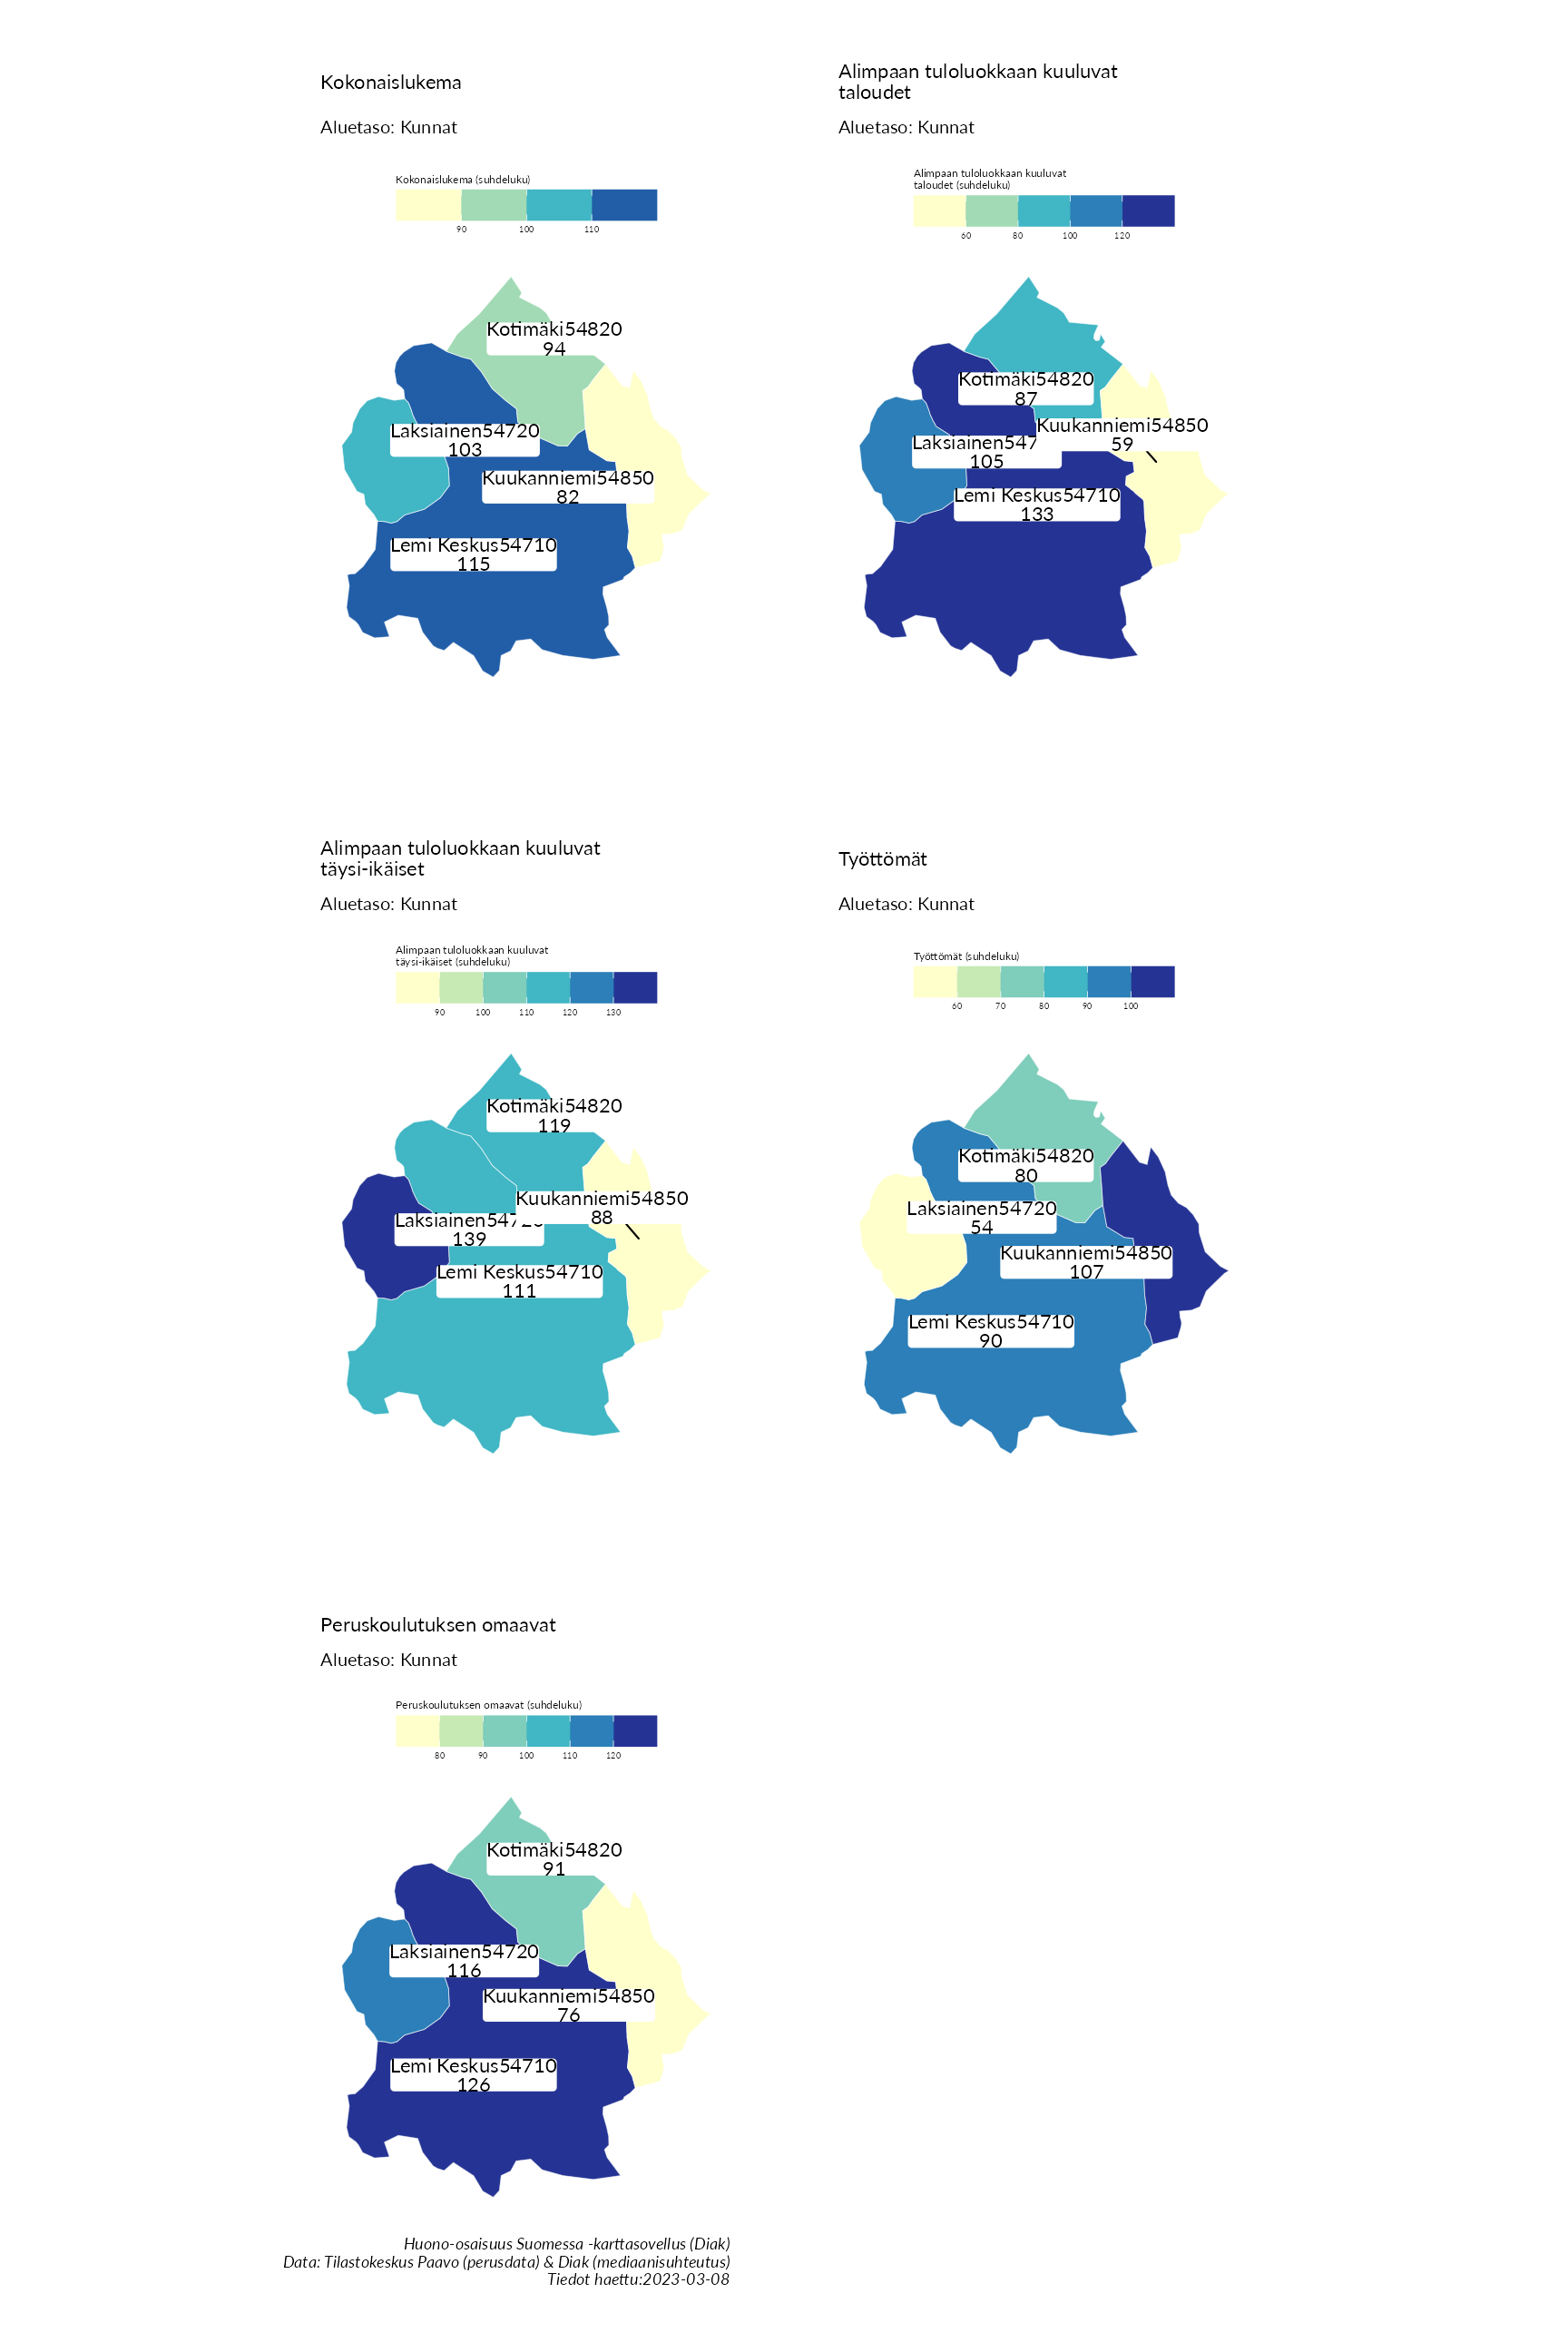 Kokonaislukema
Aluetaso: Kunnat
Kokonaislukema (suhdeluku)
90 100 110
Kotimäki54820
94
Laksiainen54720
103
Kuukanniemi54850
82
Lemi Keskus54710
115
Alimpaan tuloluokkaan kuuluvat
taloudet
Aluetaso: Kunnat
Alimpaan tuloluokkaan kuuluvat
taloudet (suhdeluku)
60 80 100 120
Kotimäki54820
87
Kuukanniemi54850
59
Laksiainen547
105
Lemi Keskus54710
133
Alimpaan tuloluokkaan kuuluvat
täysi-ikäiset
Aluetaso: Kunnat
Alimpaan tuloluokkaan kuuluvat
täysi-ikäiset (suhdeluku)
90 100 110 120 130
Kotimäki54820
119
Kuukanniemi54850
88
Laksiainen54720
139
Lemi Keskus54710
111
Työttömät
Aluetaso: Kunnat
Työttömät (suhdeluku)
60 70 80 90 100
Kotimäki54820
80
Laksiainen54720
54
Kuukanniemi54850
107
Lemi Keskus54710
90
Peruskoulutuksen omaavat
Aluetaso: Kunnat
Peruskoulutuksen omaavat (suhdeluku)
80 90 100 110 120
Kotimäki54820
91
Laksiainen54720
116
Kuukanniemi54850
76
Lemi Keskus54710
126
Huono-osaisuus Suomessa -karttasovellus (Diak)
Data: Tilastokeskus Paavo (perusdata) & Diak (mediaanisuhteutus)
Tiedot haettu:2023-03-08